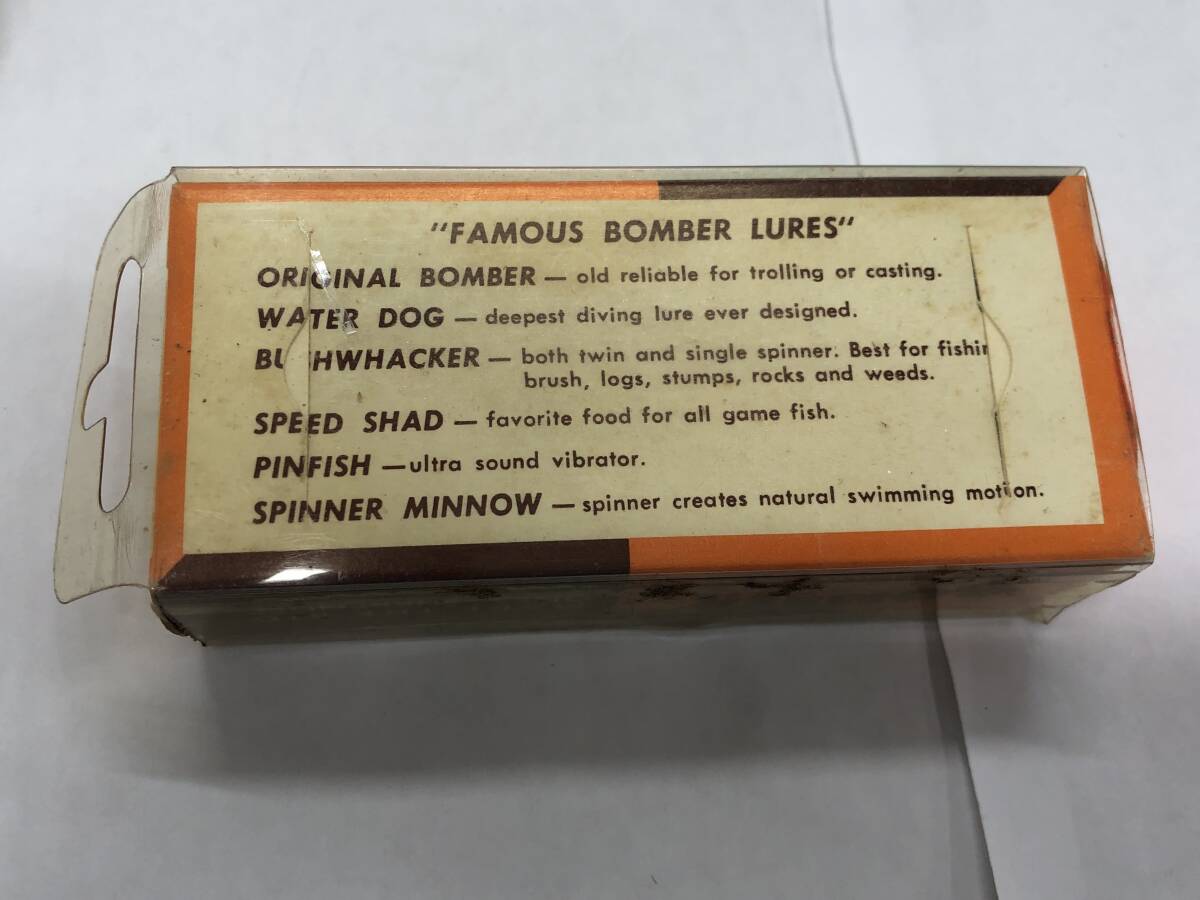 "FAMOUS BOMBER LURES"
ORIGINAL BOMBER — old reliable for trolling or casting.
WATER DOG — deepest diving lure ever designed.
BUSHWHACKER — both twin and single spinner. Best for
brush, logs, stumps, rocks and weeds.
SPEED SHAD — favorite food for all game fish.
PINFISH — ultra sound vibrator.
SPINNER MINNOW — spinner creates natural swimming motion.